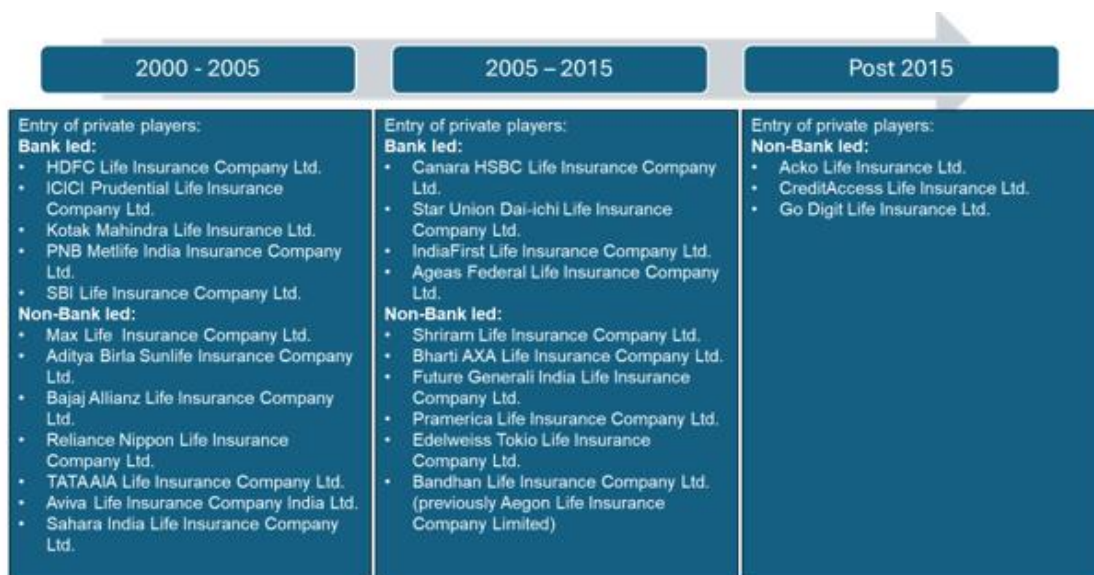 2000 - 2005
2005 – 2015
Post 2015
Entry of private players:
Bank led:
• HDFC Life Insurance Company Ltd.
• ICICI Prudential Life Insurance
Company Ltd.
• Kotak Mahindra Life Insurance Ltd.
• PNB Metlife India Insurance Company
Ltd.
• SBI Life Insurance Company Ltd.
Non-Bank led:
• Max Life Insurance Company Ltd.
• Aditya Birla Sunlife Insurance Company
Ltd.
• Bajaj Allianz Life Insurance Company
Ltd.
• Reliance Nippon Life Insurance
Company Ltd.
• TATA AIA Life Insurance Company Ltd.
• Aviva Life Insurance Company India Ltd.
• Sahara India Life Insurance Company
Ltd.
Entry of private players:
Bank led:
• Canara HSBC Life Insurance Company
Ltd.
• Star Union Dai-ichi Life Insurance
Company Ltd.
• IndiaFirst Life Insurance Company Ltd.
• Ageas Federal Life Insurance Company
Ltd.
Non-Bank led:
• Shriram Life Insurance Company Ltd.
• Bharti AXA Life Insurance Company Ltd.
• Future Generali India Life Insurance
Company Ltd.
• Pramerica Life Insurance Company Ltd.
• Edelweiss Tokio Life Insurance
Company Ltd.
• Bandhan Life Insurance Company Ltd.
(previously Aegon Life Insurance
Company Limited)
Entry of private players:
Non-Bank led:
• Acko Life Insurance Ltd.
• CreditAccess Life Insurance Ltd.
• Go Digit Life Insurance Ltd.